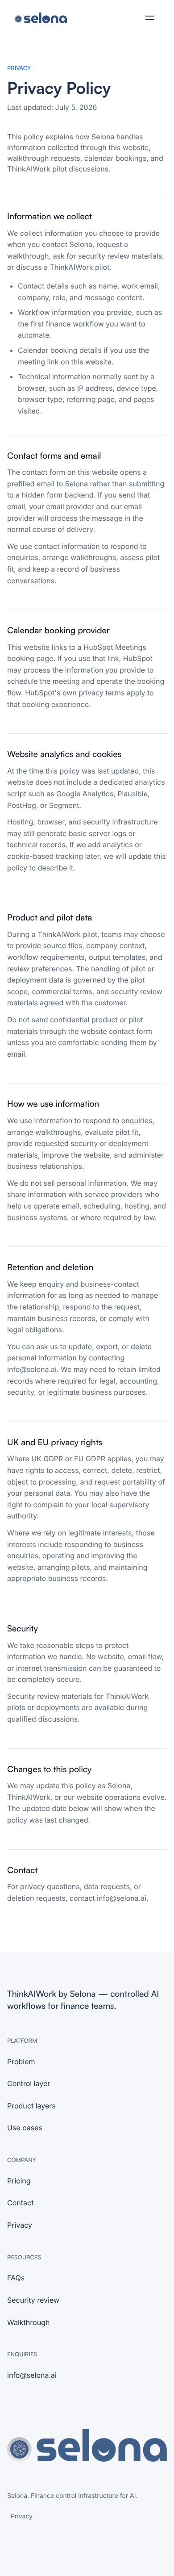 selona
PRIVACY
Privacy Policy
Last updated: July 5, 2026
This policy explains how Selona handles
information collected through this website,
walkthrough requests, calendar bookings, and
ThinkAIWork pilot discussions.
Information we collect
We collect information you choose to provide
when you contact Selona, request a
walkthrough, ask for security review materials,
or discuss a ThinkAIWork pilot.
• Contact details such as name, work email,
company, role, and message content.
• Workflow information you provide, such as
the first finance workflow you want to
automate.
• Calendar booking details if you use the
meeting link on this website.
• Technical information normally sent by a
browser, such as IP address, device type,
browser type, referring page, and pages
visited.
Contact forms and email
The contact form on this website opens a
prefilled email to Selona rather than submitting
to a hidden form backend. If you send that
email, your email provider and our email
provider will process the message in the
normal course of delivery.
We use contact information to respond to
enquiries, arrange walkthroughs, assess pilot
fit, and keep a record of business
conversations.
Calendar booking provider
This website links to a HubSpot Meetings
booking page. If you use that link, HubSpot
may process the information you provide to
schedule the meeting and operate the booking
flow. HubSpot's own privacy terms apply to
that booking experience.
Website analytics and cookies
At the time this policy was last updated, this
website does not include a dedicated analytics
script such as Google Analytics, Plausible,
PostHog, or Segment.
Hosting, browser, and security infrastructure
may still generate basic server logs or
technical records. If we add analytics or
cookie-based tracking later, we will update this
policy to describe it.
Product and pilot data
During a ThinkAIWork pilot, teams may choose
to provide source files, company context,
workflow requirements, output templates, and
review preferences. The handling of pilot or
deployment data is governed by the pilot
scope, commercial terms, and security review
materials agreed with the customer.
Do not send confidential product or pilot
materials through the website contact form
unless you are comfortable sending them by
email.
How we use information
We use information to respond to enquiries,
arrange walkthroughs, evaluate pilot fit,
provide requested security or deployment
materials, improve the website, and administer
business relationships.
We do not sell personal information. We may
share information with service providers who
help us operate email, scheduling, hosting, and
business systems, or where required by law.
Retention and deletion
We keep enquiry and business-contact
information for as long as needed to manage
the relationship, respond to the request,
maintain business records, or comply with
legal obligations.
You can ask us to update, export, or delete
personal information by contacting
info@selona.ai. We may need to retain limited
records where required for legal, accounting,
security, or legitimate business purposes.
UK and EU privacy rights
Where UK GDPR or EU GDPR applies, you may
have rights to access, correct, delete, restrict,
object to processing, and request portability of
your personal data. You may also have the
right to complain to your local supervisory
authority.
Where we rely on legitimate interests, those
interests include responding to business
enquiries, operating and improving the
website, arranging pilots, and maintaining
appropriate business records.
Security
We take reasonable steps to protect
information we handle. No website, email flow,
or internet transmission can be guaranteed to
be completely secure.
Security review materials for ThinkAIWork
pilots or deployments are available during
qualified discussions.
Changes to this policy
We may update this policy as Selona,
ThinkAIWork, or our website operations evolve.
The updated date below will show when the
policy was last changed.
Contact
For privacy questions, data requests, or
deletion requests, contact info@selona.ai.
ThinkAIWork by Selona — controlled AI
workflows for finance teams.
PLATFORM
Problem
Control layer
Product layers
Use cases
COMPANY
Pricing
Contact
Privacy
RESOURCES
FAQs
Security review
Walkthrough
ENQUIRIES
info@selona.ai
selona
Selona. Finance control infrastructure for AI.
Privacy